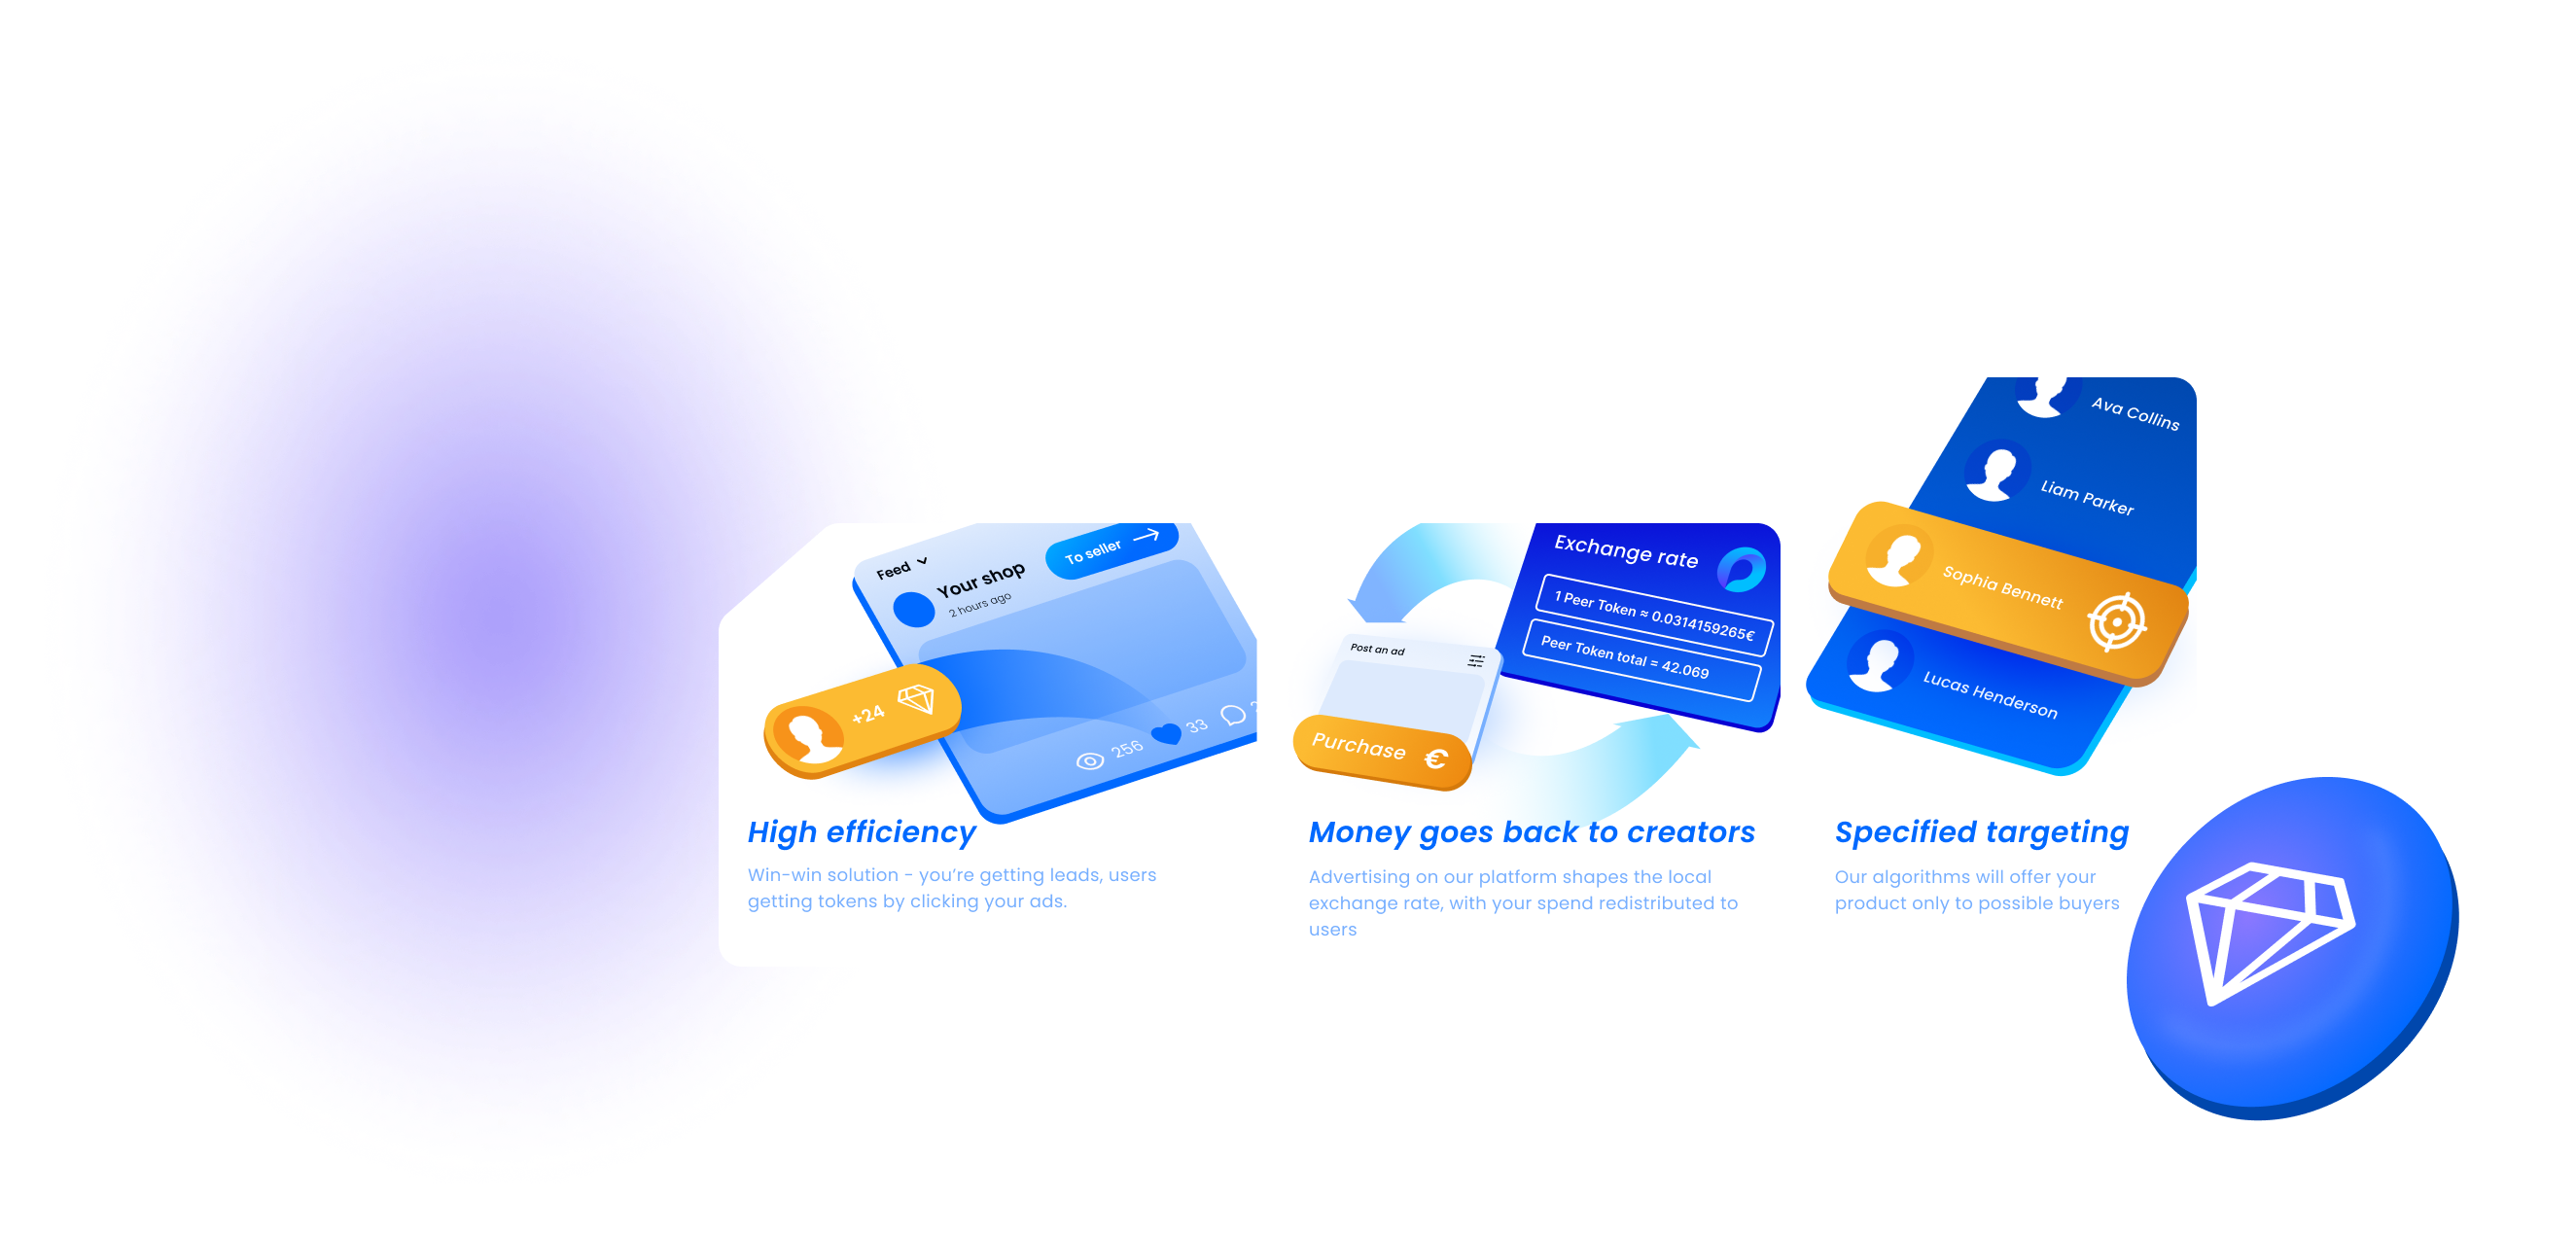 Feed
Your shop
2 hours ago
To seller
+24
256
33
High efficiency
Win-win solution - you're getting leads, users
getting tokens by clicking your ads.
Exchange rate
1 Peer Token ≈ 0.0314159265€
Peer Token total = 42.069
Post an ad
Purchase €
Money goes back to creators
Advertising on our platform shapes the local
exchange rate, with your spend redistributed to
users
Ava Collins
Liam Parker
Sophia Bennett
Lucas Henderson
Specified targeting
Our algorithms will offer your
product only to possible buyers